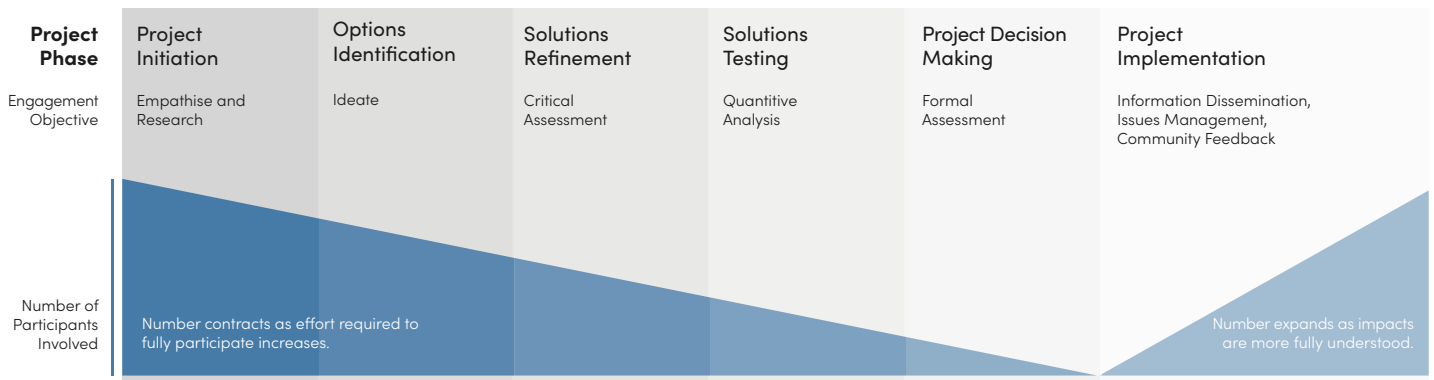 Project
Phase
Project
Initiation
Options
Identification
Solutions
Refinement
Solutions
Testing
Project Decision
Making
Project
Implementation
Engagement
Objective
Empathise and
Research
Ideate
Critical
Assessment
Quantitive
Analysis
Formal
Assessment
Information Dissemination,
Issues Management,
Community Feedback
Number of
Participants
Involved
Number contracts as effort required to
fully participate increases.
Number expands as impacts
are more fully understood.